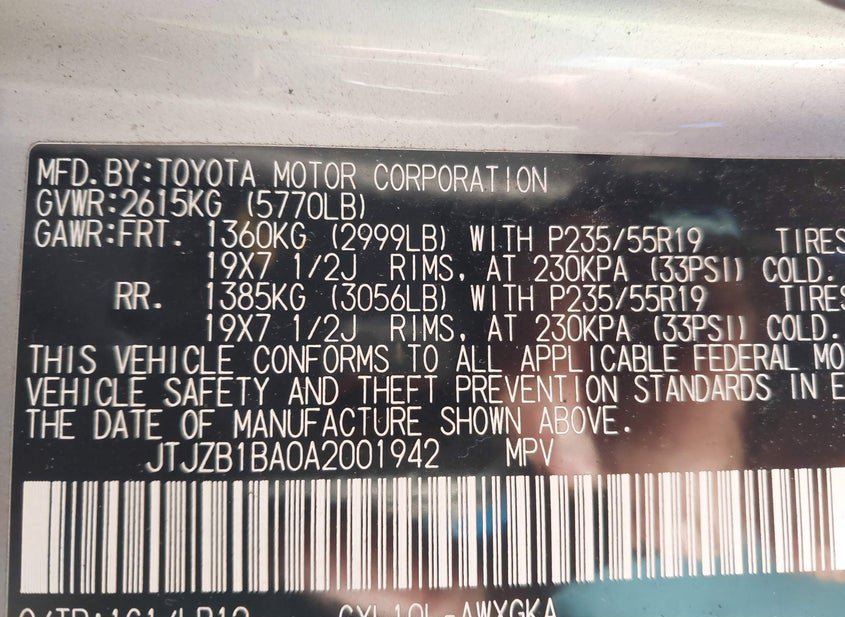 MFD.BY:TOYOTA MOTOR CORPORATION
GVWR:2615KG (5770LB)
GAWR:FRT. 1360KG (2999LB) WITH P235/55R19 TIRES
19X7 1/2J RIMS, AT 230KPA (33PSI) COLD.
RR. 1385KG (3056LB) WITH P235/55R19 TIRES
19X7 1/2J RIMS, AT 230KPA (33PSI) COLD.
THIS VEHICLE CONFORMS TO ALL APPLICABLE FEDERAL MO
VEHICLE SAFETY AND THEFT PREVENTION STANDARDS IN E
THE DATE OF MANUFACTURE SHOWN ABOVE.
JTJZB1BA0A2001942 MPV